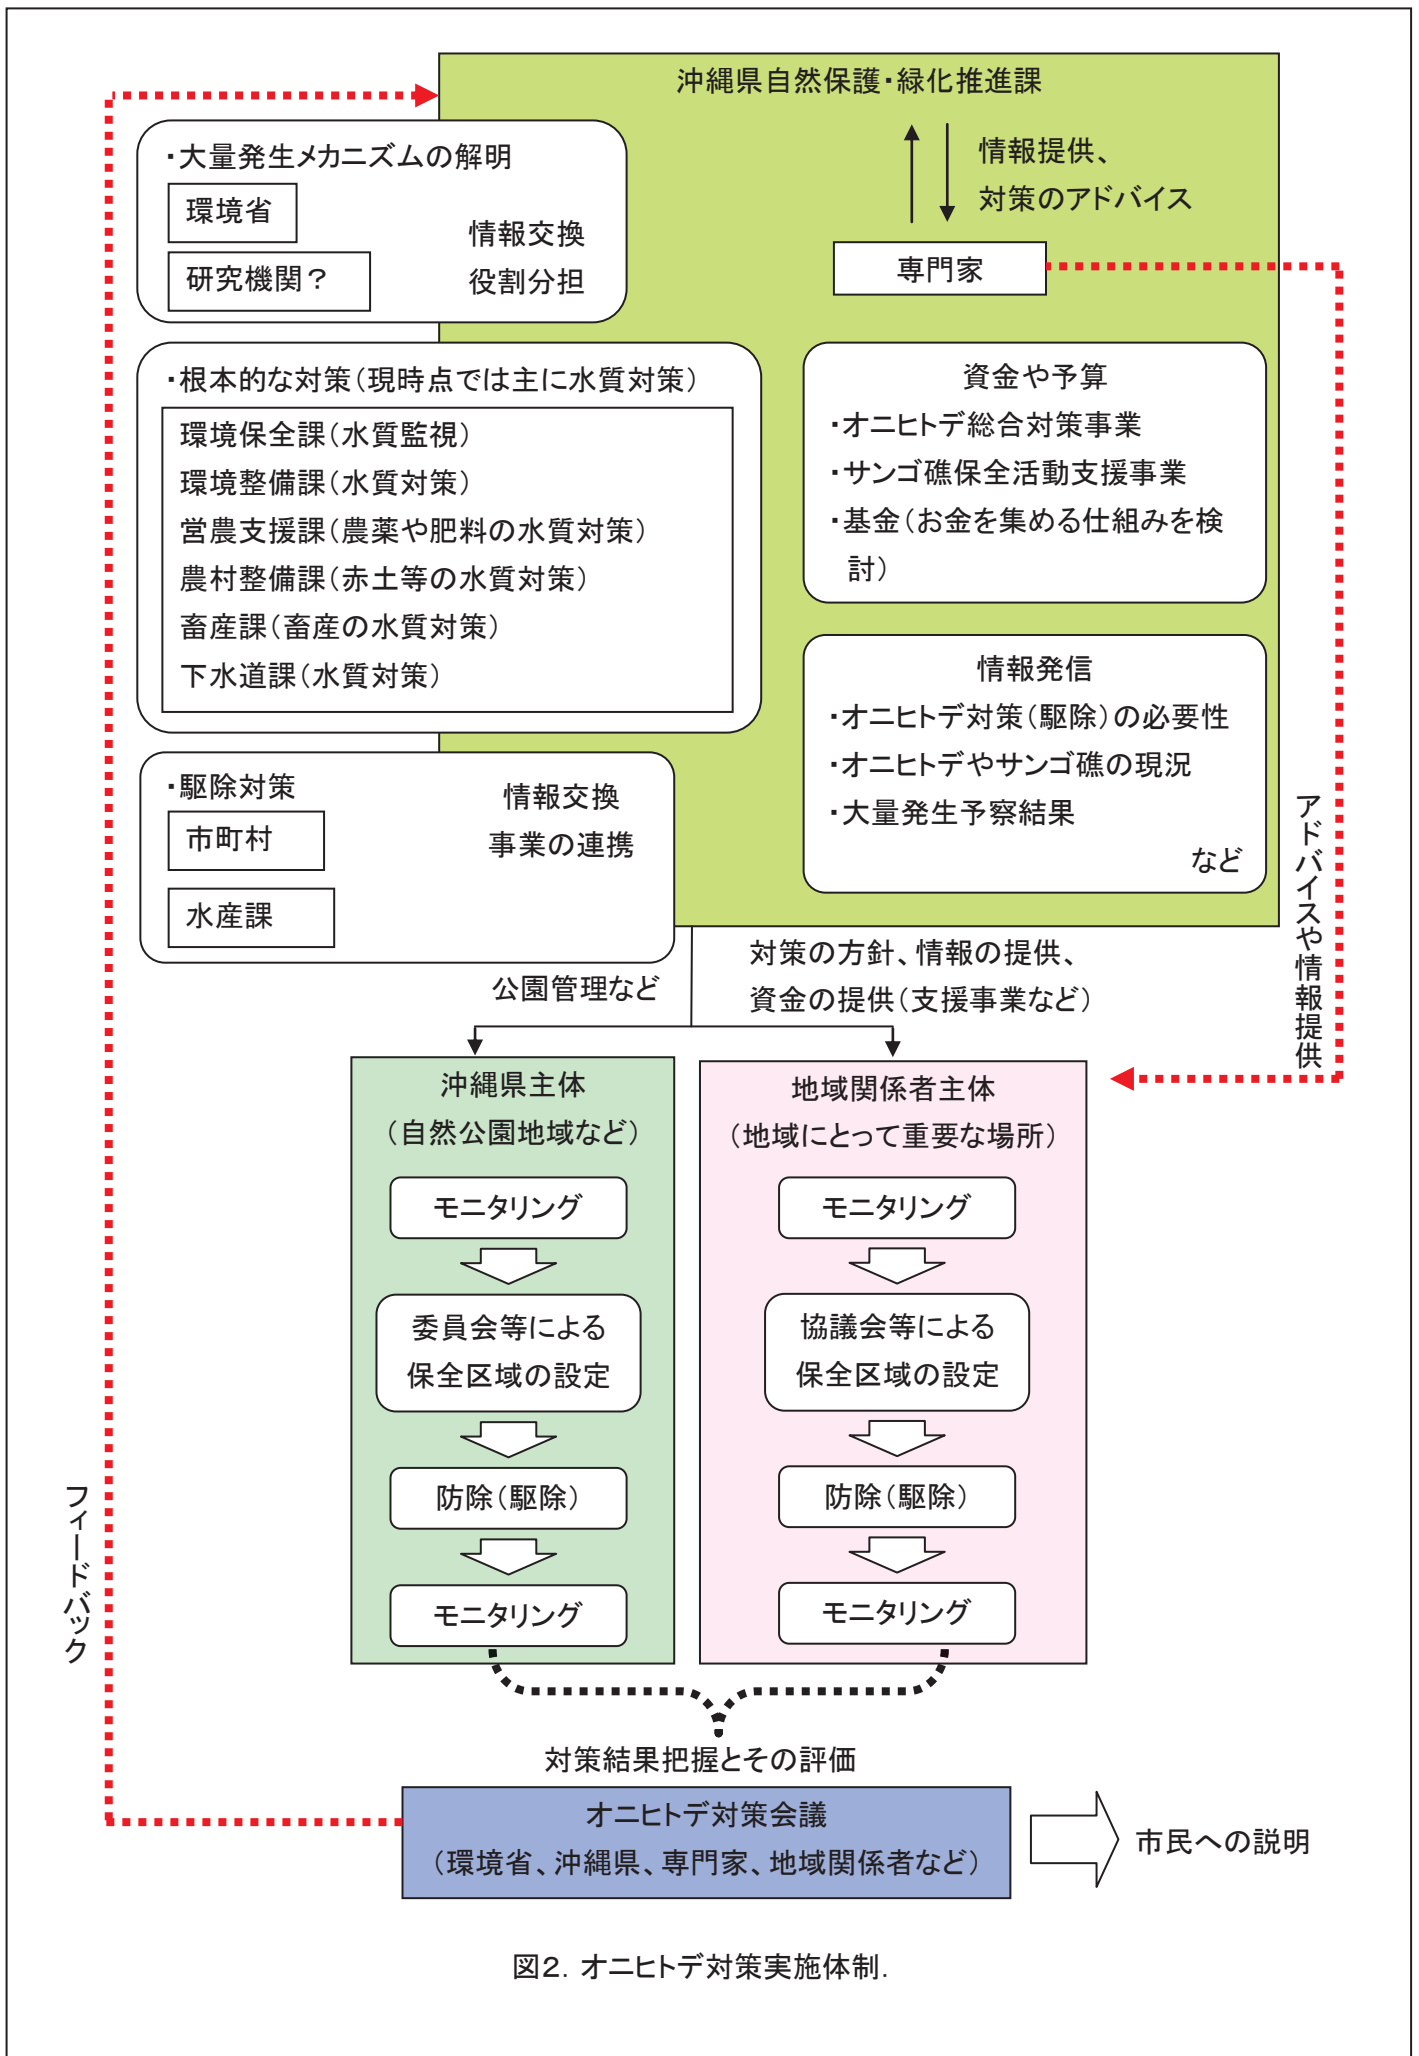 沖縄県自然保護・緑化推進課
・大量発生メカニズムの解明
環境省
研究機関？
情報交換
役割分担
情報提供、
対策のアドバイス
専門家
・根本的な対策（現時点では主に水質対策）
環境保全課（水質監視）
環境整備課（水質対策）
営農支援課（農薬や肥料の水質対策）
農村整備課（赤土等の水質対策）
畜産課（畜産の水質対策）
下水道課（水質対策）
資金や予算
・オニヒトデ総合対策事業
・サンゴ礁保全活動支援事業
・基金（お金を集める仕組みを検
討）
情報発信
・オニヒトデ対策（駆除）の必要性
・オニヒトデやサンゴ礁の現況
・大量発生予察結果
など
・駆除対策
市町村
水産課
情報交換
事業の連携
アドバイスや情報提供
公園管理など
対策の方針、情報の提供、
資金の提供（支援事業など）
沖縄県主体
（自然公園地域など）
モニタリング
委員会等による
保全区域の設定
防除（駆除）
モニタリング
地域関係者主体
（地域にとって重要な場所）
モニタリング
協議会等による
保全区域の設定
防除（駆除）
モニタリング
フィードバック
対策結果把握とその評価
オニヒトデ対策会議
（環境省、沖縄県、専門家、地域関係者など）
市民への説明
図２．オニヒトデ対策実施体制．